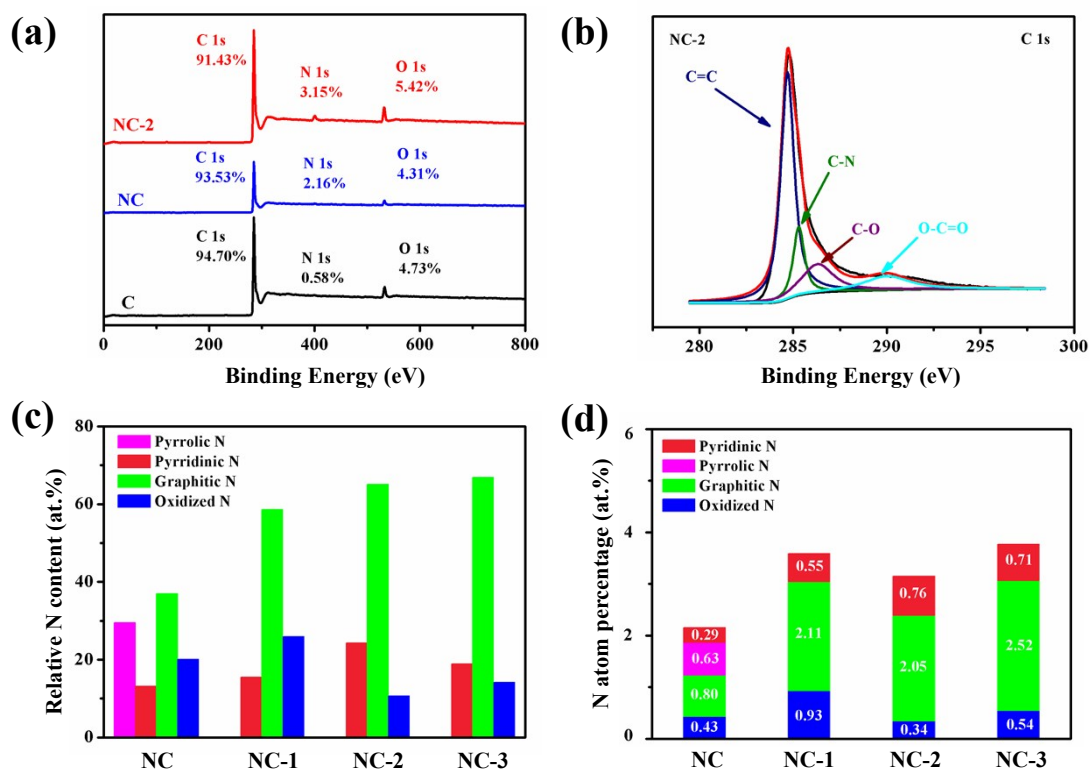 (a)
C 1s
91.43%
N 1s
3.15%
O 1s
5.42%
NC-2
C 1s
93.53%
N 1s
2.16%
O 1s
4.31%
NC
C 1s
94.70%
N 1s
0.58%
O 1s
4.73%
C
0 200 400 600 800
Binding Energy (eV)
(b)
NC-2
C 1s
C=C
C-N
C-O
O-C=O
280 285 290 295 300
Binding Energy (eV)
(c)
Relative N content (at.%)
80
60
40
20
0
Pyrrolic N
Pyrridinic N
Graphitic N
Oxidized N
NC NC-1 NC-2 NC-3
(d)
N atom percentage (at.%)
6
4
2
0
Pyridinic N
Pyrrolic N
Graphitic N
Oxidized N
0.29
0.63
0.80
0.43
0.55
2.11
0.93
0.76
2.05
0.34
0.71
2.52
0.54
NC NC-1 NC-2 NC-3